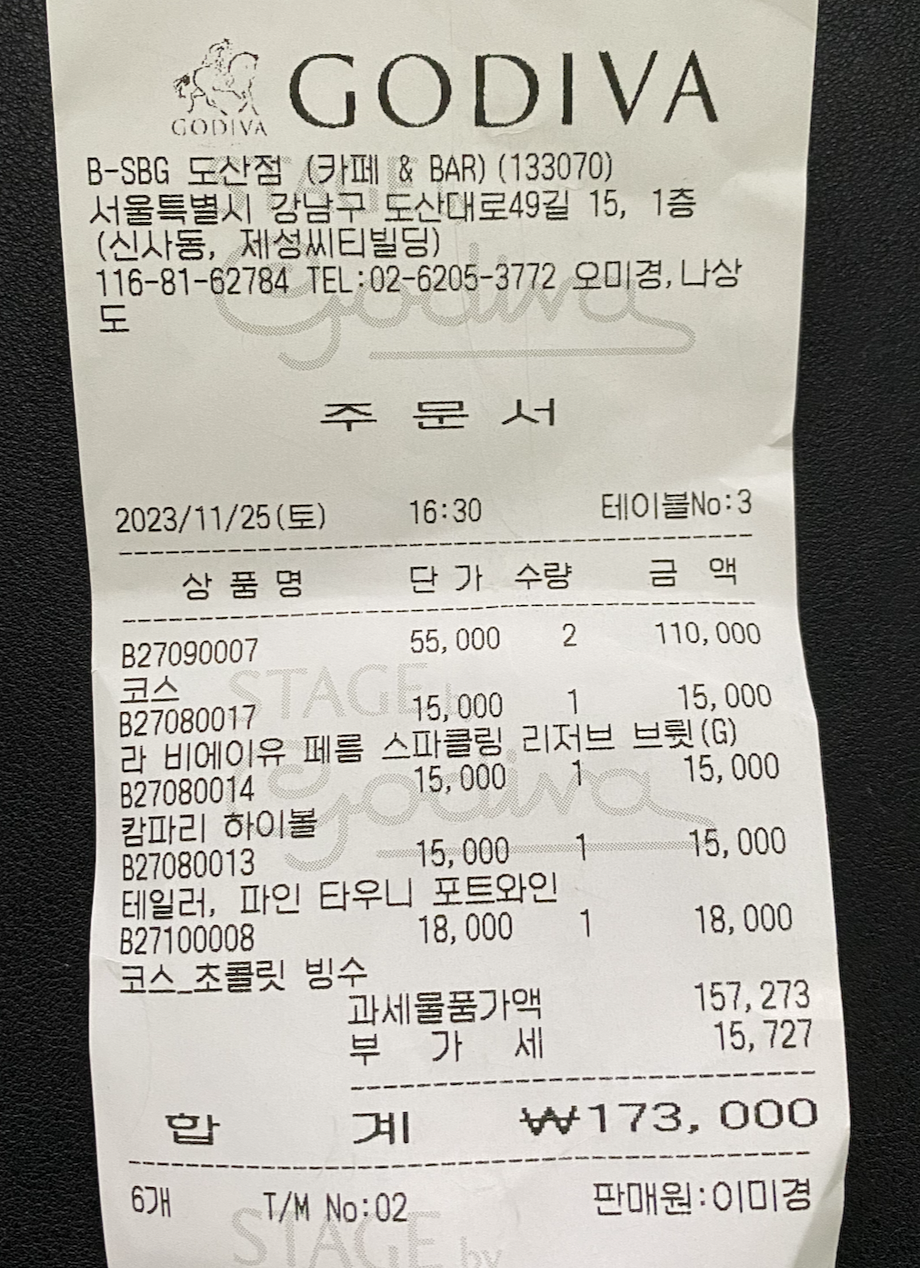 GODIVA
GODIVA
B-SBG 도산점 (카페 & BAR) (133070)
서울특별시 강남구 도산대로49길 15, 1층
(신사동, 제성씨티빌딩)
116-81-62784 TEL:02-6205-3772 오미경,나상
도
Godiva
주 문 서
2023/11/25(토) 16:30 테이블No:3
상 품 명 단 가 수량 금 액
B27090007 55,000 2 110,000
코스
STAGE by
B27080017 15,000 1 15,000
라 비에이유 페름 스파클링 리저브 브륏(G)
B27080014 15,000 1 15,000
Godiva
캄파리 하이볼
B27080013 15,000 1 15,000
테일러, 파인 타우니 포트와인
B27100008 18,000 1 18,000
코스_초콜릿 빙수
과세물품가액 157,273
부 가 세 15,727
합 계 ₩173,000
6개 T/M No:02 판매원:이미경
STAGE by